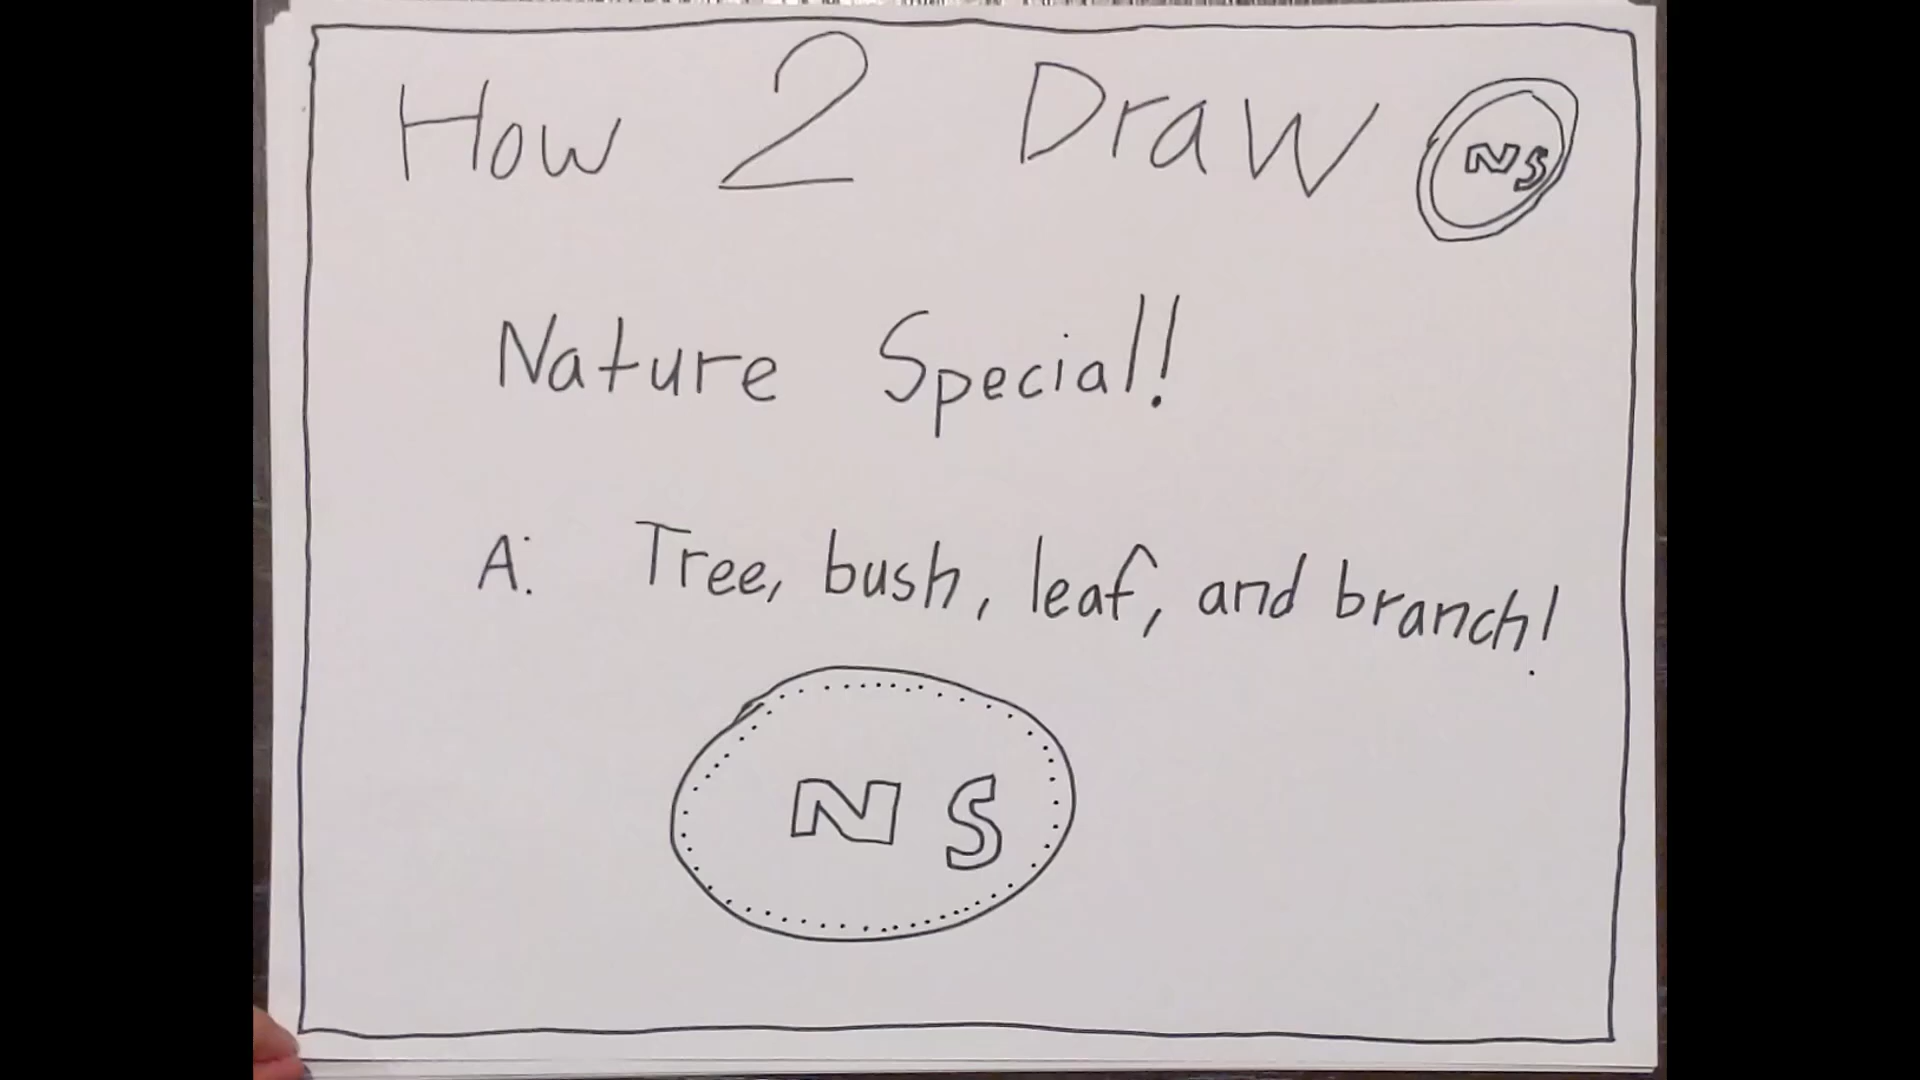 How 2 Draw NS
Nature Special!
A: Tree, bush, leaf, and branch!
NS